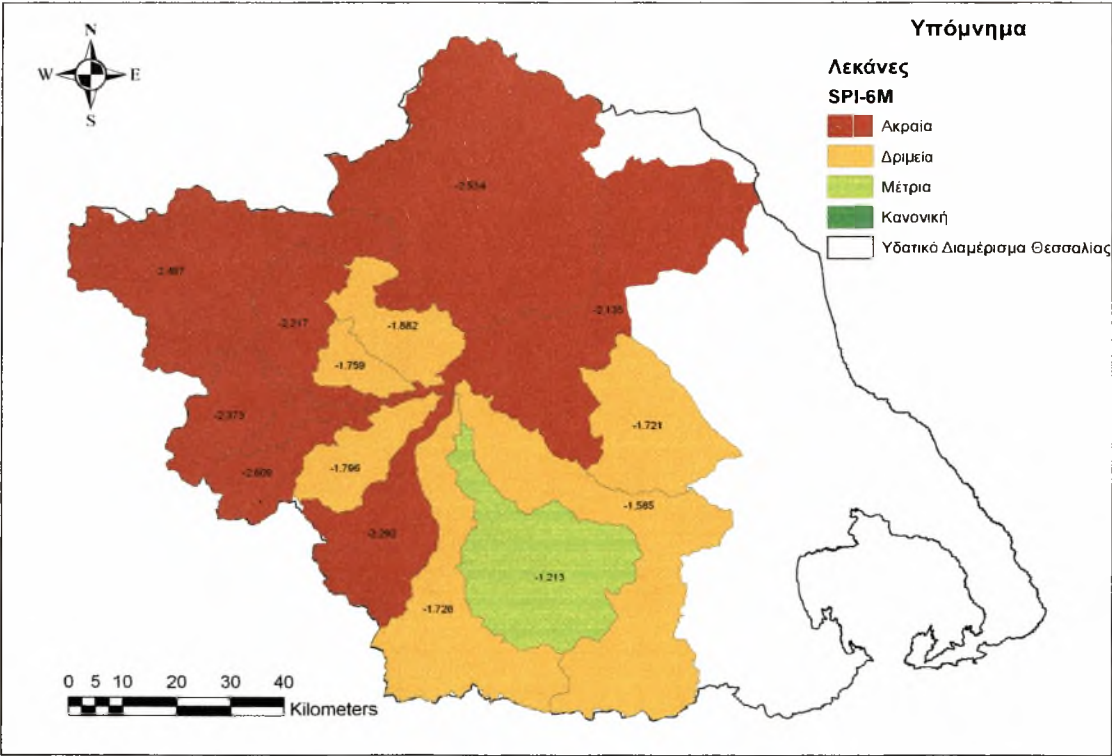 Υπόμνημα
N
W E
S
Λεκάνες
SPI-6M
Ακραία
Δριμεία
Μέτρια
Κανονική
Υδατικό Διαμέρισμα Θεσσαλίας
-2.534
-2.487
-2.217
-2.135
-1.882
-1.759
-2.373
-1.721
-1.796
-2.609
-1.585
-2.292
-1.213
-1.728
0 5 10 20 30 40
Kilometers